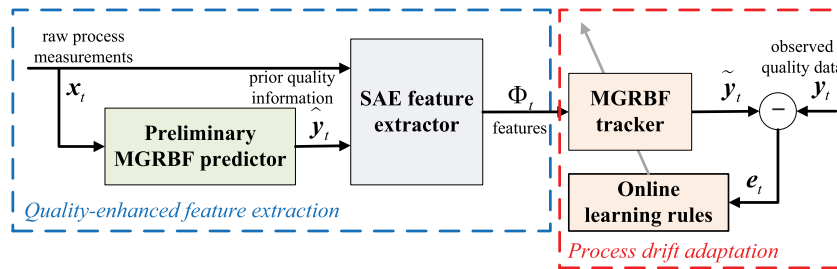 raw process
measurements
x_t
prior quality
information
ŷ_t
Preliminary
MGRBF predictor
SAE feature
extractor
Φ_t
features
Quality-enhanced feature extraction
MGRBF
tracker
ỹ_t
−
observed
quality data
y_t
e_t
Online
learning rules
Process drift adaptation